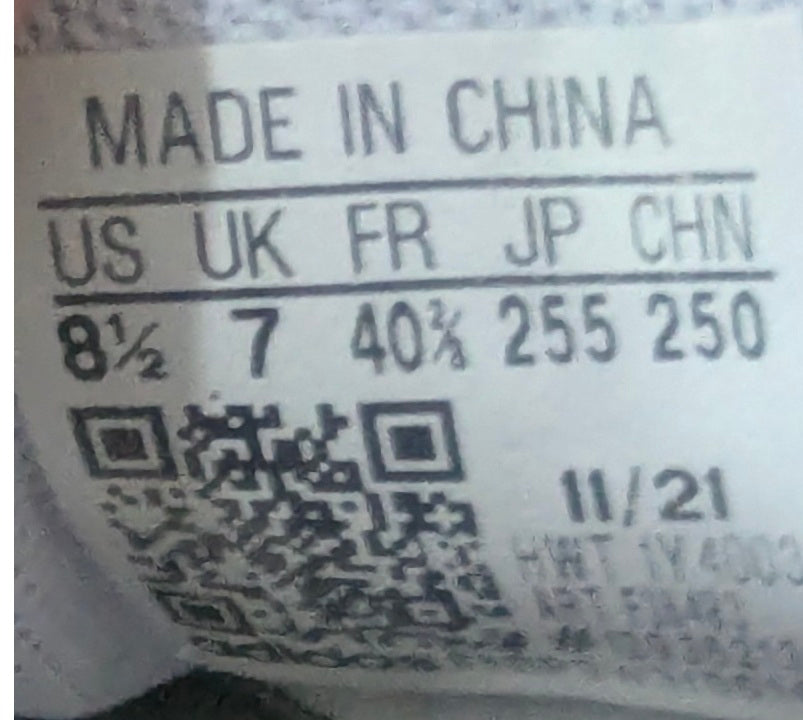 MADE IN CHINA
US UK FR JP CHN
8½ 7 40⅔ 255 250
11/21